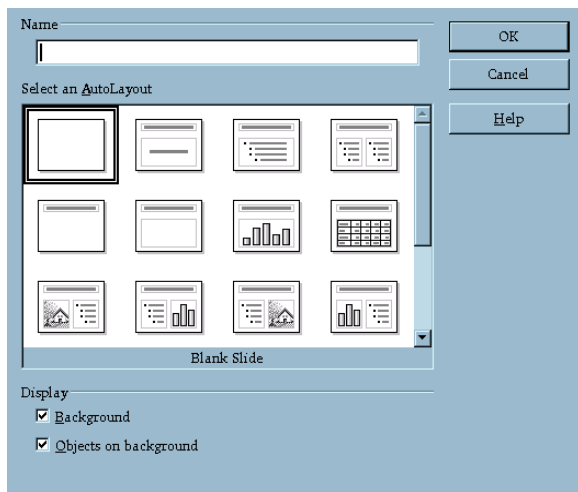 Name
OK
Cancel
Select an AutoLayout
Help
Blank Slide
Display
Background
Objects on background